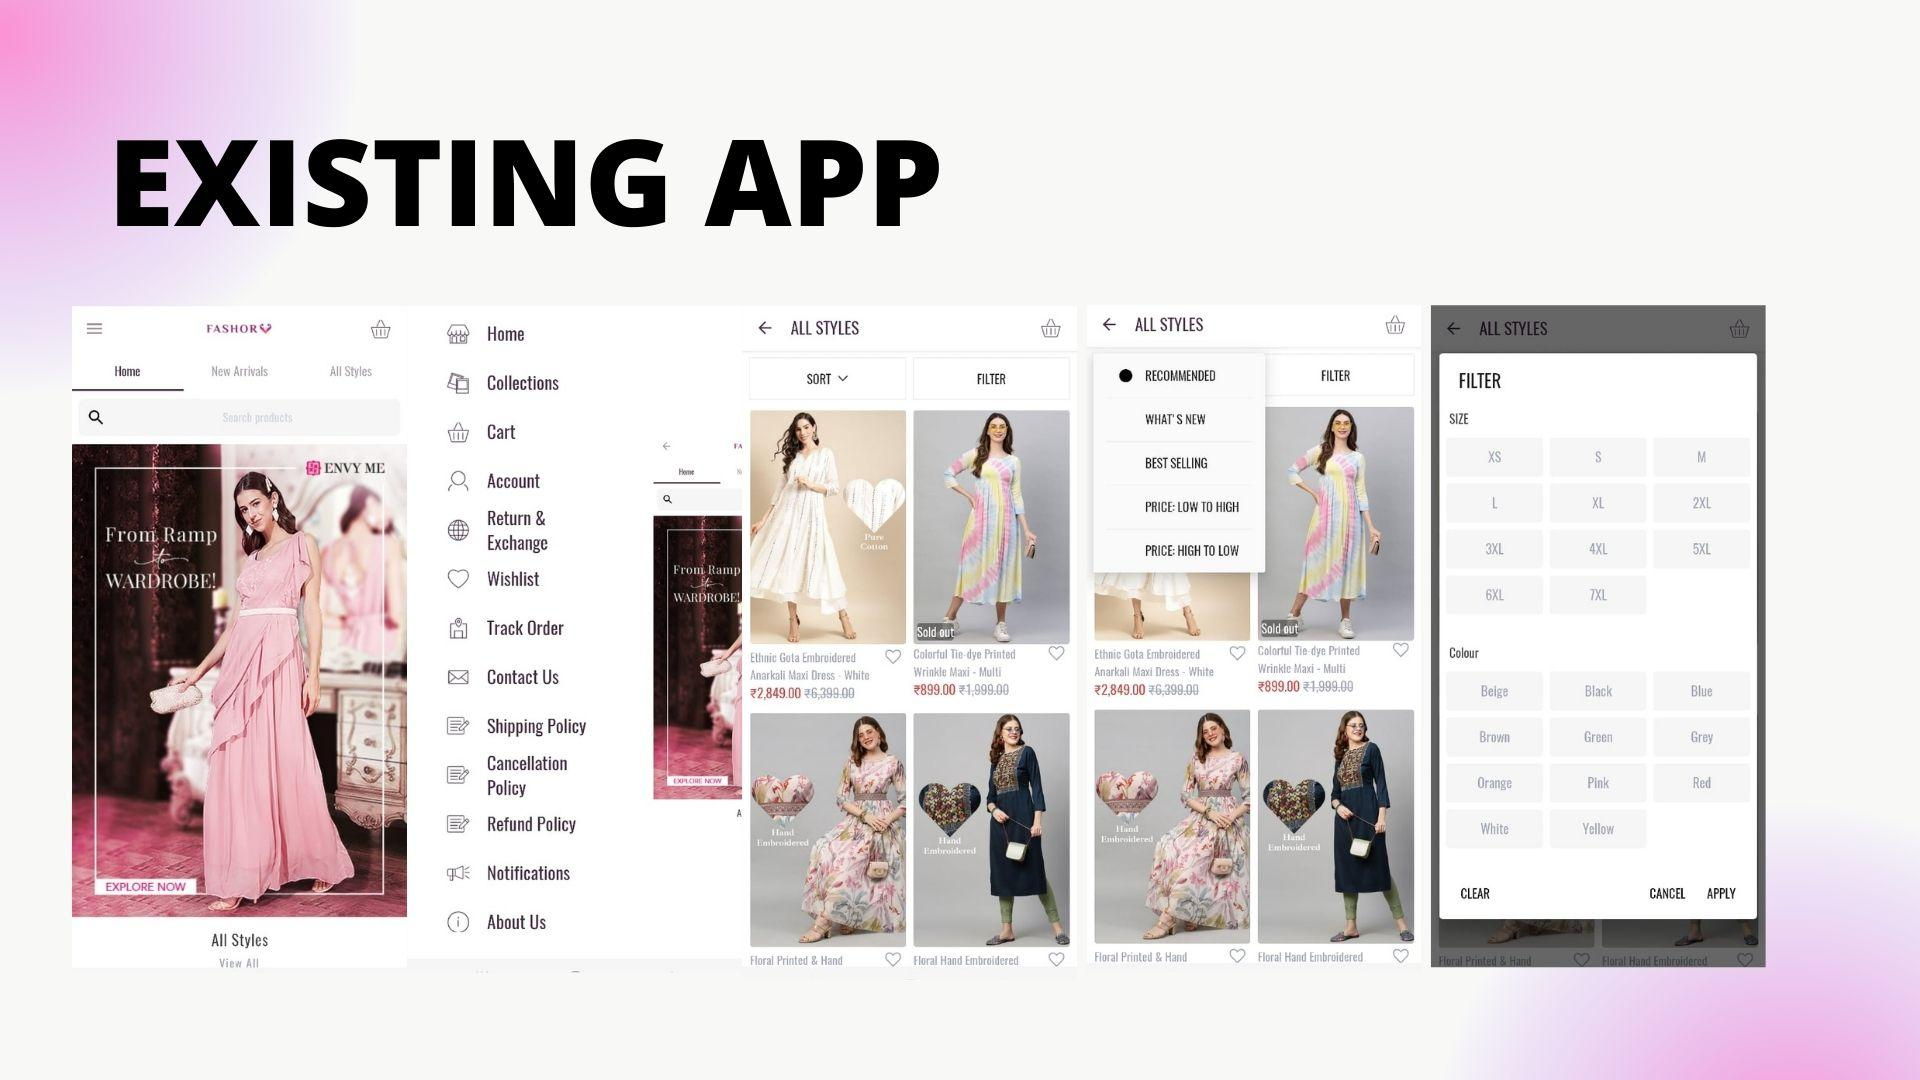 EXISTING APP
FASHOR
Home New Arrivals All Styles
Search products
ENVY ME
From Ramp
to
WARDROBE!
EXPLORE NOW
All Styles
View All
Home
Collections
Cart
Account
Return &
Exchange
Wishlist
Track Order
Contact Us
Shipping Policy
Cancellation
Policy
Refund Policy
Notifications
About Us
FA
Home
From Ramp
to
WARDROBE!
EXPLORE NOW
A
ALL STYLES
SORT FILTER
Pure
Cotton
Sold out
Ethnic Gota Embroidered
Anarkali Maxi Dress - White
₹2,849.00 ₹6,399.00
Colorful Tie-dye Printed
Wrinkle Maxi - Multi
₹899.00 ₹1,999.00
Hand
Embroidered
Hand
Embroidered
Floral Printed & Hand
Floral Hand Embroidered
ALL STYLES
FILTER
RECOMMENDED
WHAT'S NEW
BEST SELLING
PRICE: LOW TO HIGH
PRICE: HIGH TO LOW
Sold out
Ethnic Gota Embroidered
Anarkali Maxi Dress - White
₹2,849.00 ₹6,399.00
Colorful Tie-dye Printed
Wrinkle Maxi - Multi
₹899.00 ₹1,999.00
Hand
Embroidered
Hand
Embroidered
Floral Printed & Hand
Floral Hand Embroidered
ALL STYLES
FILTER
SIZE
XS S M
L XL 2XL
3XL 4XL 5XL
6XL 7XL
Colour
Beige Black Blue
Brown Green Grey
Orange Pink Red
White Yellow
CLEAR CANCEL APPLY
Floral Printed & Hand
Floral Hand Embroidered